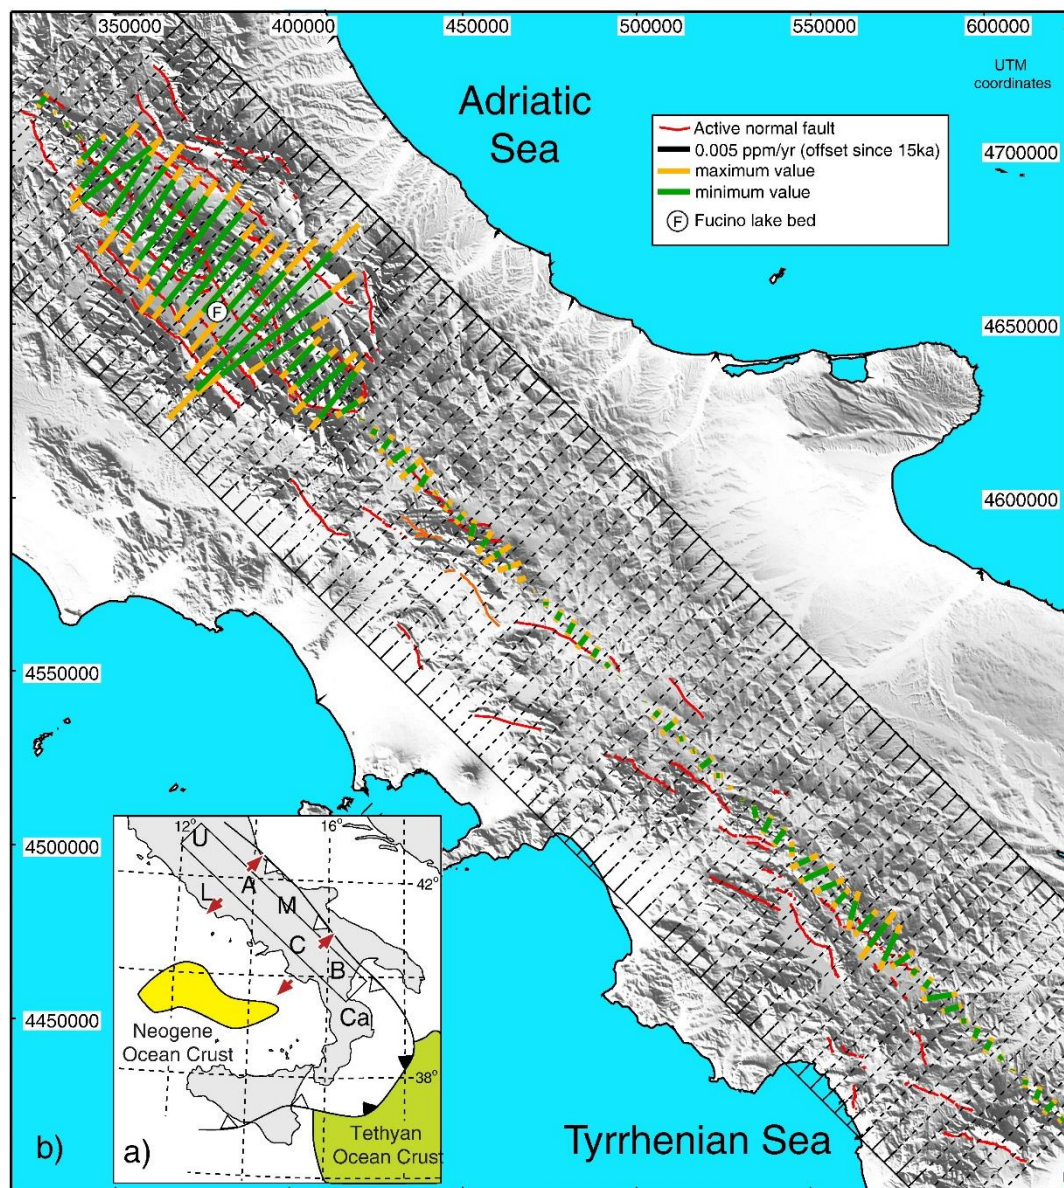 350000
400000
450000
500000
550000
600000
UTM
coordinates
Adriatic
Sea
Active normal fault
0.005 ppm/yr (offset since 15ka)
maximum value
minimum value
F Fucino lake bed
4700000
4650000
F
4600000
4550000
4500000
4450000
12°
16°
U
A
42°
L
M
C
B
Ca
Neogene
Ocean Crust
38°
Tethyan
Ocean Crust
b)
a)
Tyrrhenian Sea